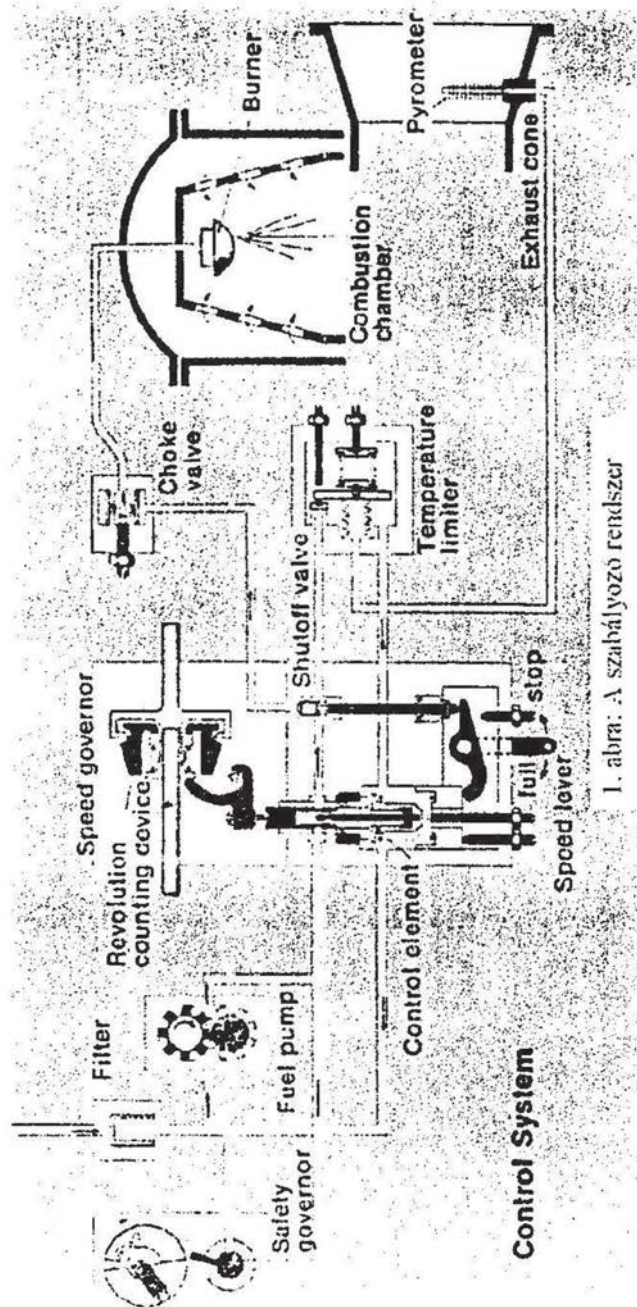 Safety
governor
Filter
Fuel pump
Speed governor
Revolution
counting device
Control element
Shutoff valve
full
stop
Speed lever
Choke
valve
Temperature
limiter
Burner
Combustion
chamber
Pyrometer
Exhaust cone
Control System
1. abra: A szabályozó rendszer